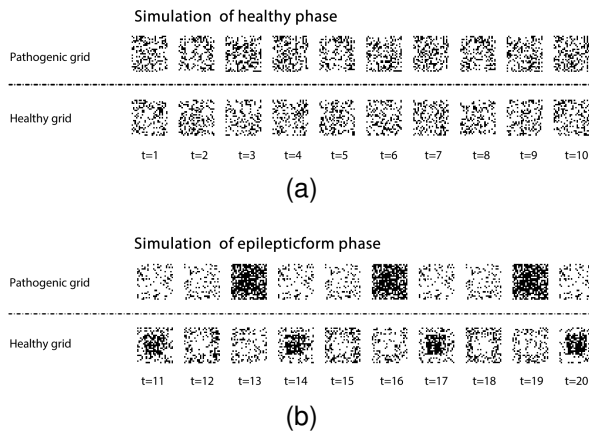 Simulation of healthy phase
Pathogenic grid
Healthy grid
t=1 t=2 t=3 t=4 t=5 t=6 t=7 t=8 t=9 t=10
(a)
Simulation of epilepticform phase
Pathogenic grid
Healthy grid
t=11 t=12 t=13 t=14 t=15 t=16 t=17 t=18 t=19 t=20
(b)